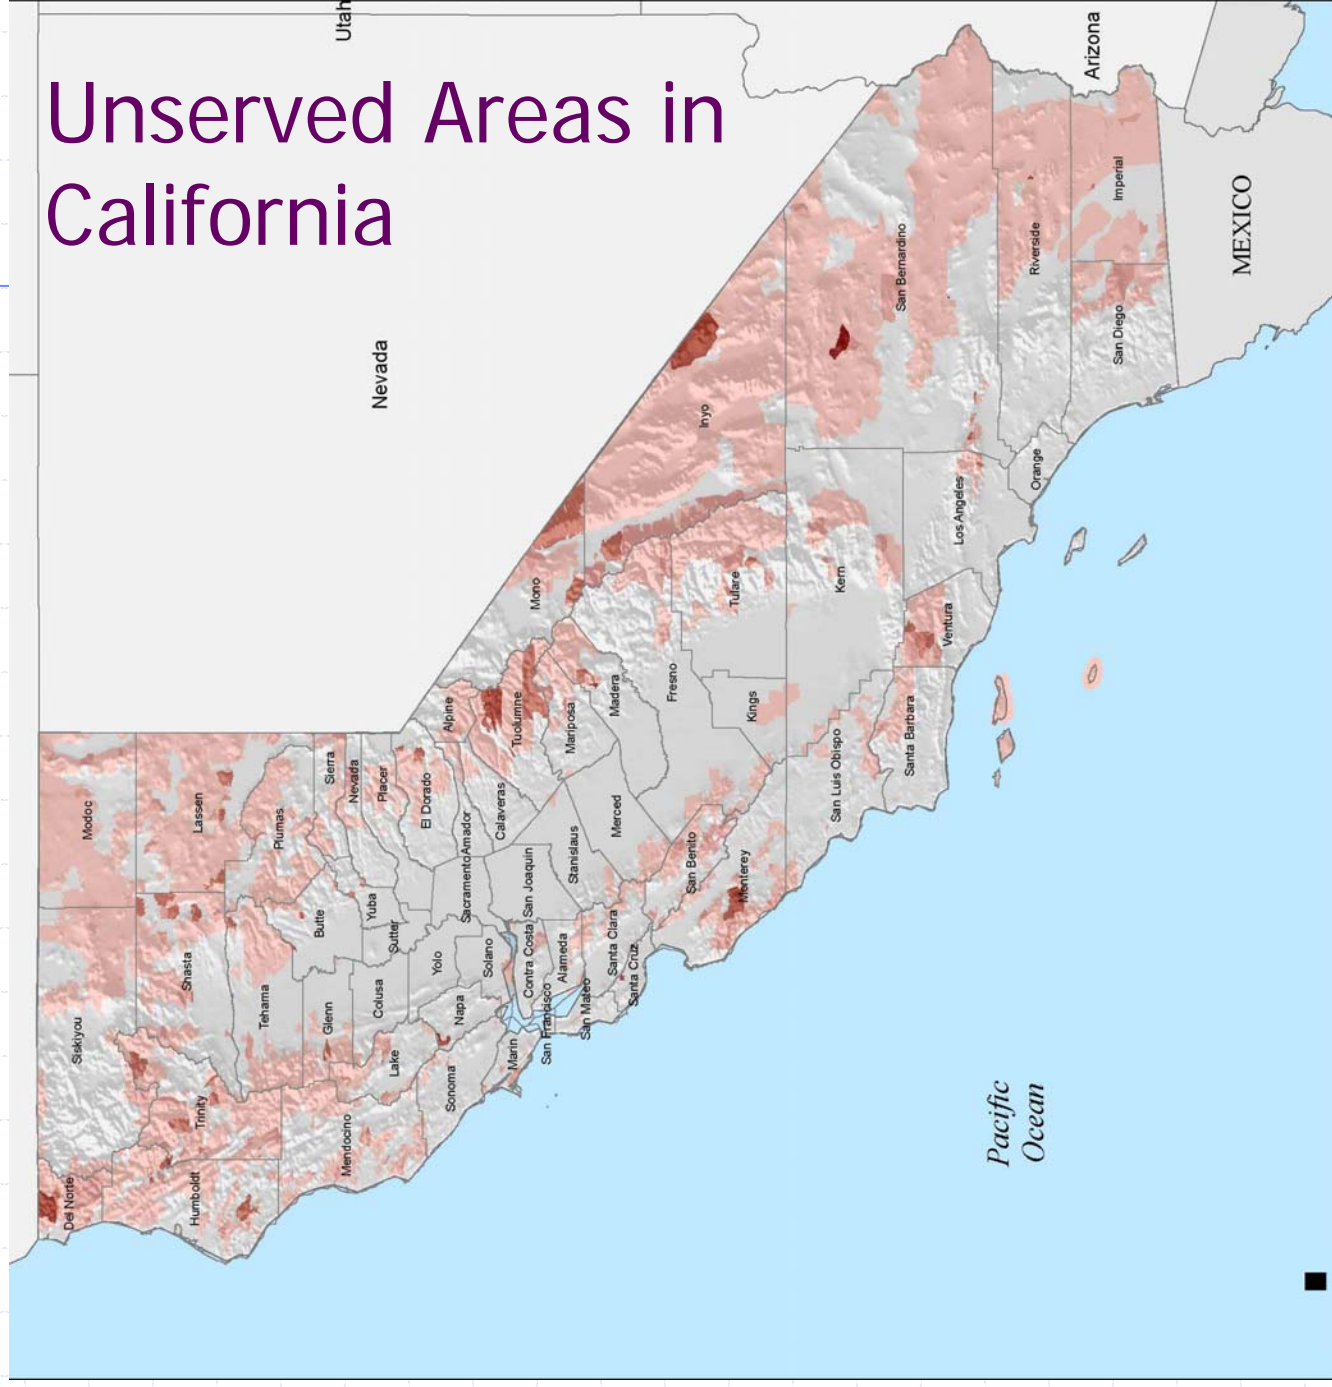 Unserved Areas in
California
Utah
Nevada
Arizona
MEXICO
Pacific
Ocean
Modoc
Siskiyou
Del Norte
Lassen
Shasta
Trinity
Humboldt
Plumas
Tehama
Sierra
Nevada
Butte
Glenn
Mendocino
Placer
Yuba
Sutter
Colusa
Lake
El Dorado
Yolo
Napa
Sonoma
Alpine
Amador
Sacramento
Solano
Marin
Calaveras
San Joaquin
Contra Costa
San Francisco
Tuolumne
Mono
Stanislaus
Alameda
San Mateo
Mariposa
Madera
Merced
Santa Clara
Santa Cruz
Inyo
Fresno
San Benito
Monterey
Tulare
Kings
Kern
San Luis Obispo
San Bernardino
Los Angeles
Ventura
Santa Barbara
Riverside
Orange
Imperial
San Diego